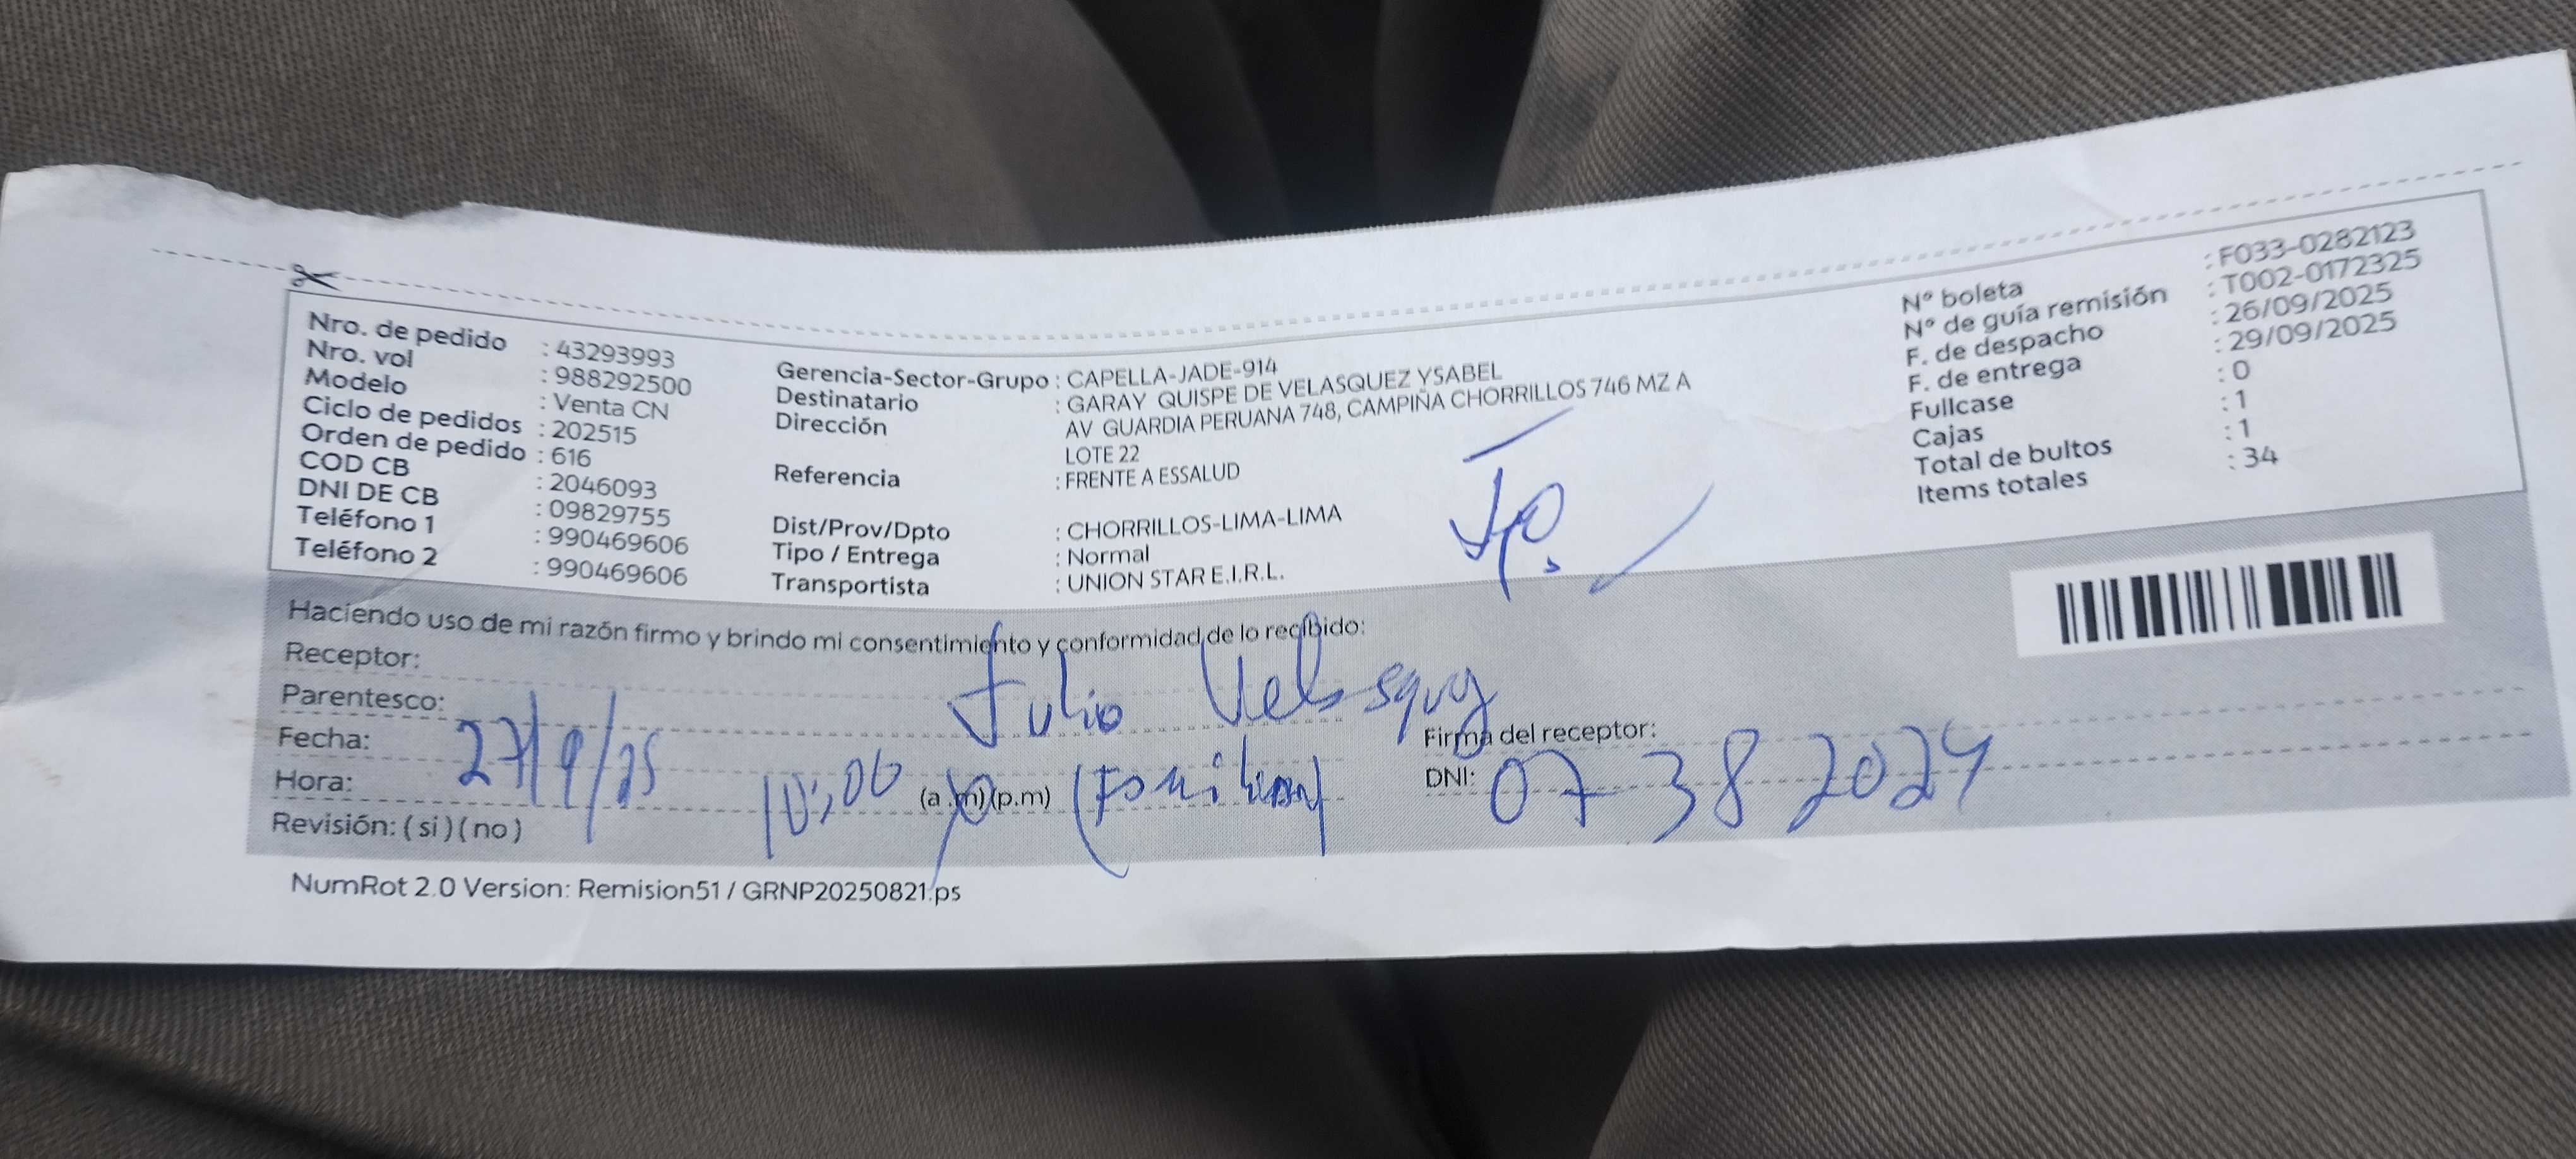 Nro. de pedido : 43293993
Nro. vol : 988292500
Modelo : Venta CN
Ciclo de pedidos : 202515
Orden de pedido : 616
COD CB : 2046093
DNI DE CB : 09829755
Teléfono 1 : 990469606
Teléfono 2 : 990469606
Gerencia-Sector-Grupo : CAPELLA-JADE-914
Destinatario : GARAY QUISPE DE VELASQUEZ YSABEL
Dirección : AV GUARDIA PERUANA 748, CAMPIÑA CHORRILLOS 746 MZ A
LOTE 22
Referencia : FRENTE A ESSALUD
Dist/Prov/Dpto : CHORRILLOS-LIMA-LIMA
Tipo / Entrega : Normal
Transportista : UNION STAR E.I.R.L.
N° boleta : F033-0282123
N° de guía remisión : T002-0172325
F. de despacho : 26/09/2025
F. de entrega : 29/09/2025
Fullcase : 0
Cajas : 1
Total de bultos : 1
Items totales : 34
Haciendo uso de mi razón firmo y brindo mi consentimiento y conformidad de lo recibido:
Receptor:
Julio Velasquez
Parentesco:
Fecha: 27/9/25
Firma del receptor:
Hora: 10:00 (a.m)(p.m) (Familiar)
DNI: 07382024
Revisión: (si)(no)
NumRot 2.0 Version: Remision51 / GRNP20250821.ps